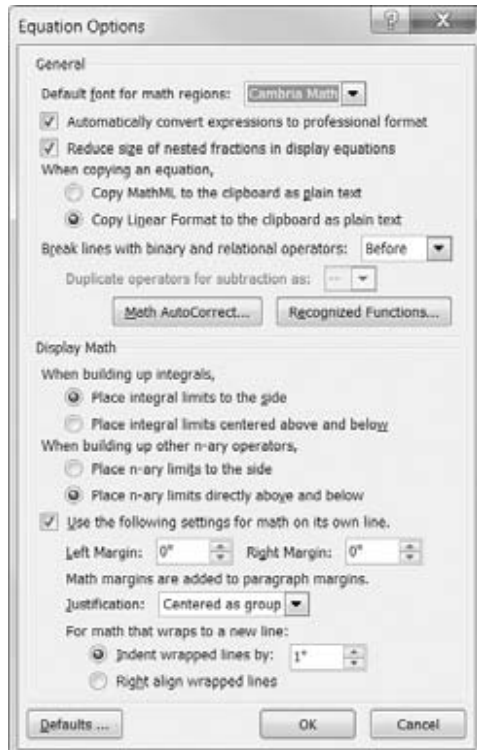 Equation Options
General
Default font for math regions: Cambria Math
Automatically convert expressions to professional format
Reduce size of nested fractions in display equations
When copying an equation,
Copy MathML to the clipboard as plain text
Copy Linear Format to the clipboard as plain text
Break lines with binary and relational operators: Before
Duplicate operators for subtraction as: --
Math AutoCorrect... Recognized Functions...
Display Math
When building up integrals,
Place integral limits to the side
Place integral limits centered above and below
When building up other n-ary operators,
Place n-ary limits to the side
Place n-ary limits directly above and below
Use the following settings for math on its own line.
Left Margin: 0" Right Margin: 0"
Math margins are added to paragraph margins.
Justification: Centered as group
For math that wraps to a new line:
Indent wrapped lines by: 1"
Right align wrapped lines
Defaults ... OK Cancel